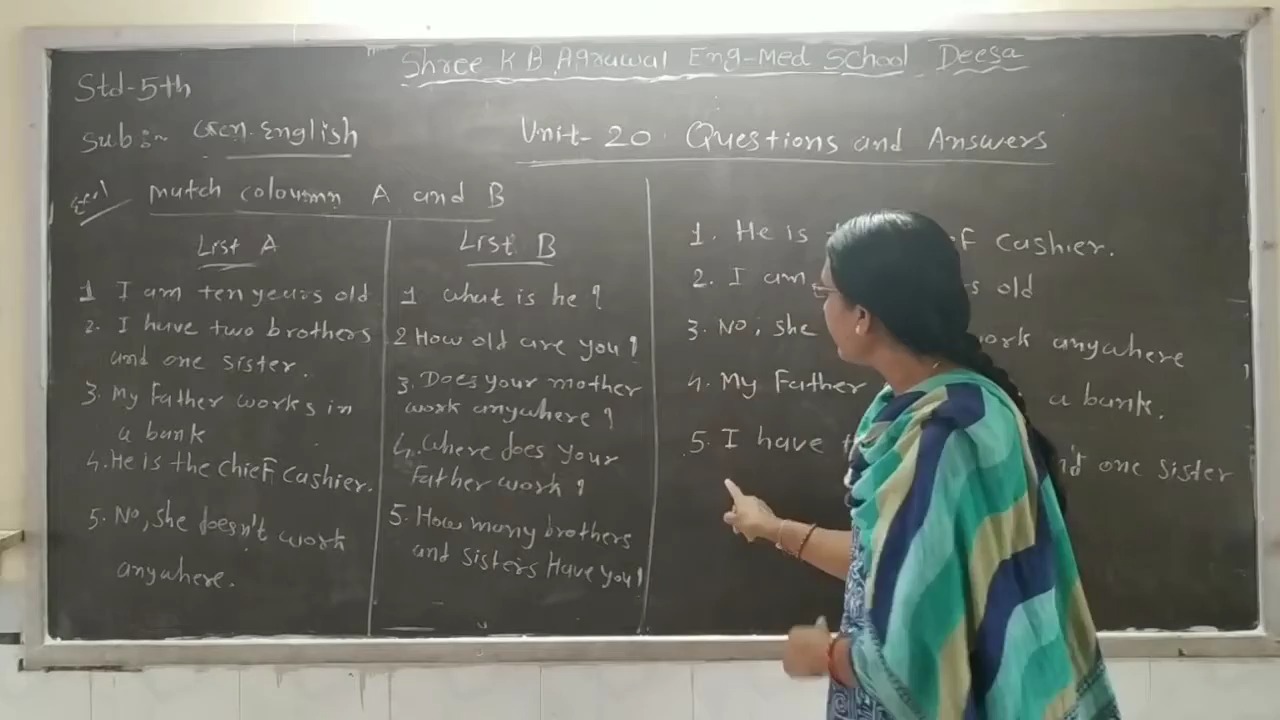 Shree K B Agrawal Eng-Med School Deesa
Std-5th
Sub:- Gen. English
Unit-20 Questions and Answers
Match coloumn A and B
List A
1 I am ten years old
2. I have two brothers
and one sister.
3. My Father works in
a bank
4. He is the chief cashier.
5. No, she doesn't work
anywhere.
List B
1 What is he?
2 How old are you?
3. Does your mother
work anywhere?
4. Where does your
Father work?
5. How many brothers
and sisters Have you?
1. He is cashier.
2. I am old
3. No, she work anywhere
4. My Father a bank.
5. I have one sister